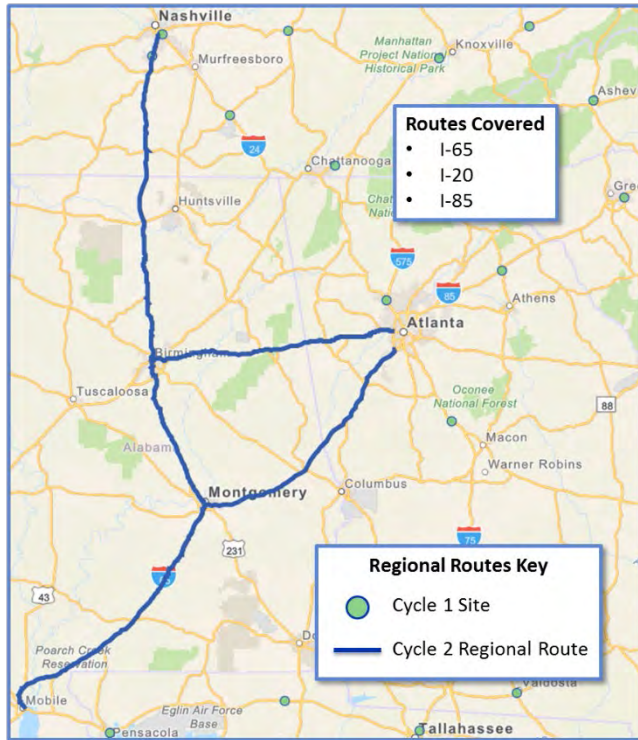 Nashville
Murfreesboro
Manhattan
Project National
Historical Park
Knoxville
Ashev
24
Routes Covered
• I-65
• I-20
• I-85
Chattanooga
Chat
Nation
Gre
Huntsville
575
85
Athens
Atlanta
Birmingham
Tuscaloosa
Oconee
National Forest
88
Alabama
Macon
Warner Robins
Montgomery
Columbus
231
75
43
Regional Routes Key
Cycle 1 Site
Cycle 2 Regional Route
Do
Poarch Creek
Reservation
Mobile
Valdosta
Eglin Air Force
Base
Pensacola
Tallahassee